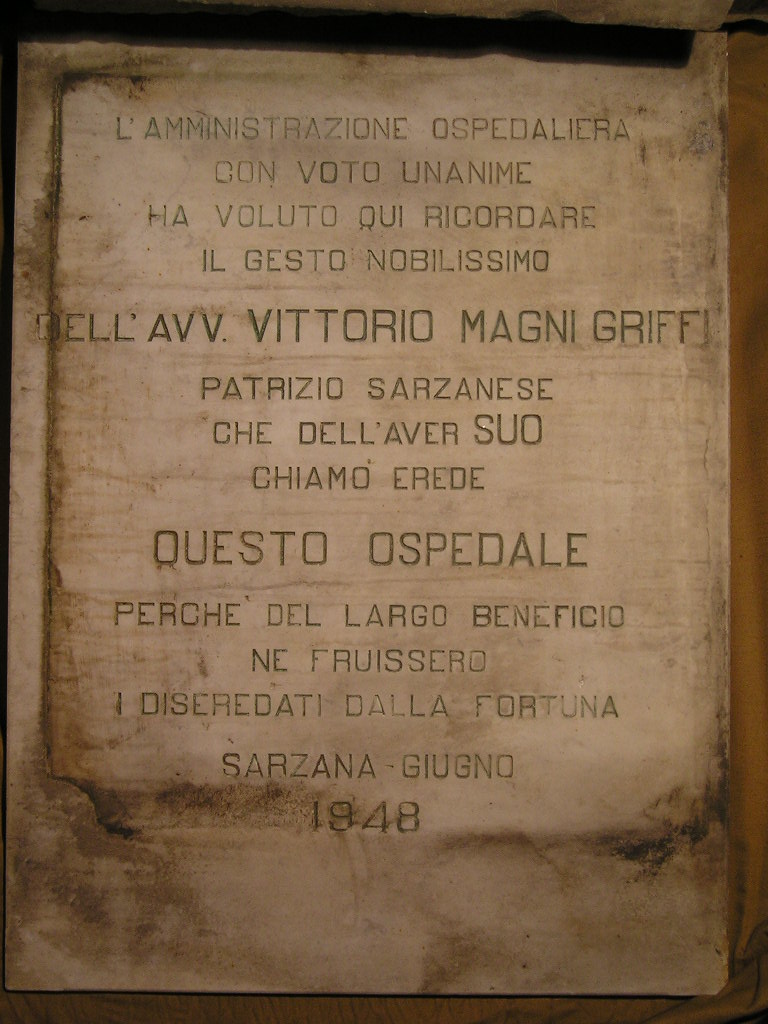 L'AMMINISTRAZIONE OSPEDALIERA
CON VOTO UNANIME
HA VOLUTO QUI RICORDARE
IL GESTO NOBILISSIMO
DELL'AVV. VITTORIO MAGNI GRIFFI
PATRIZIO SARZANESE
CHE DELL'AVER SUO
CHIAMÒ EREDE
QUESTO OSPEDALE
PERCHE' DEL LARGO BENEFICIO
NE FRUISSERO
I DISEREDATI DALLA FORTUNA
SARZANA - GIUGNO
1948